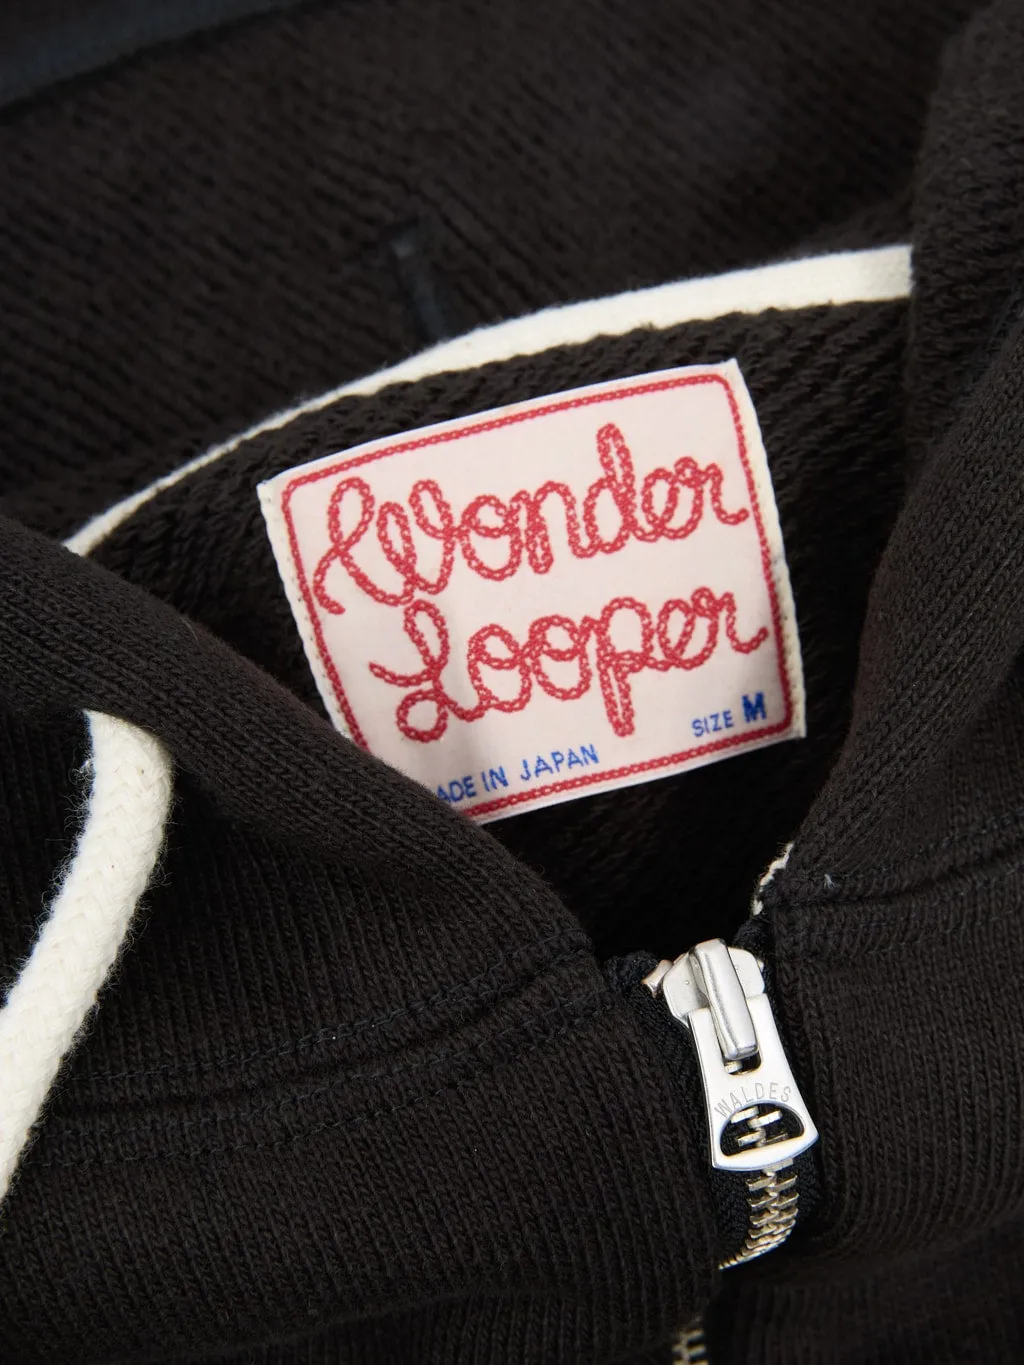 Wonder
Looper
ADE IN JAPAN
SIZE M
WALDES